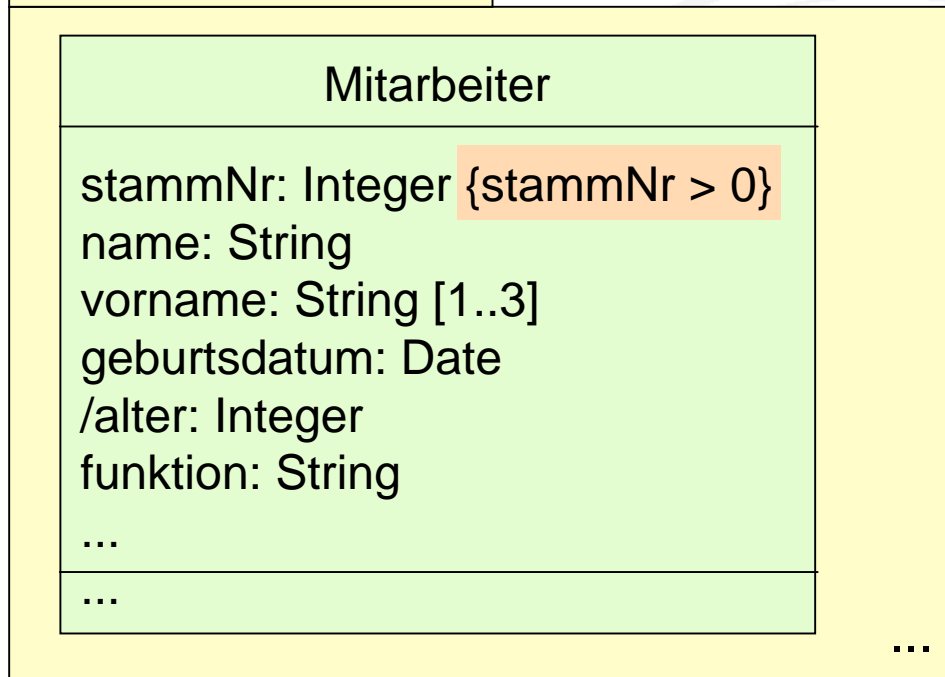 Mitarbeiter
stammNr: Integer {stammNr > 0}
name: String
vorname: String [1..3]
geburtsdatum: Date
/alter: Integer
funktion: String
...
...
...